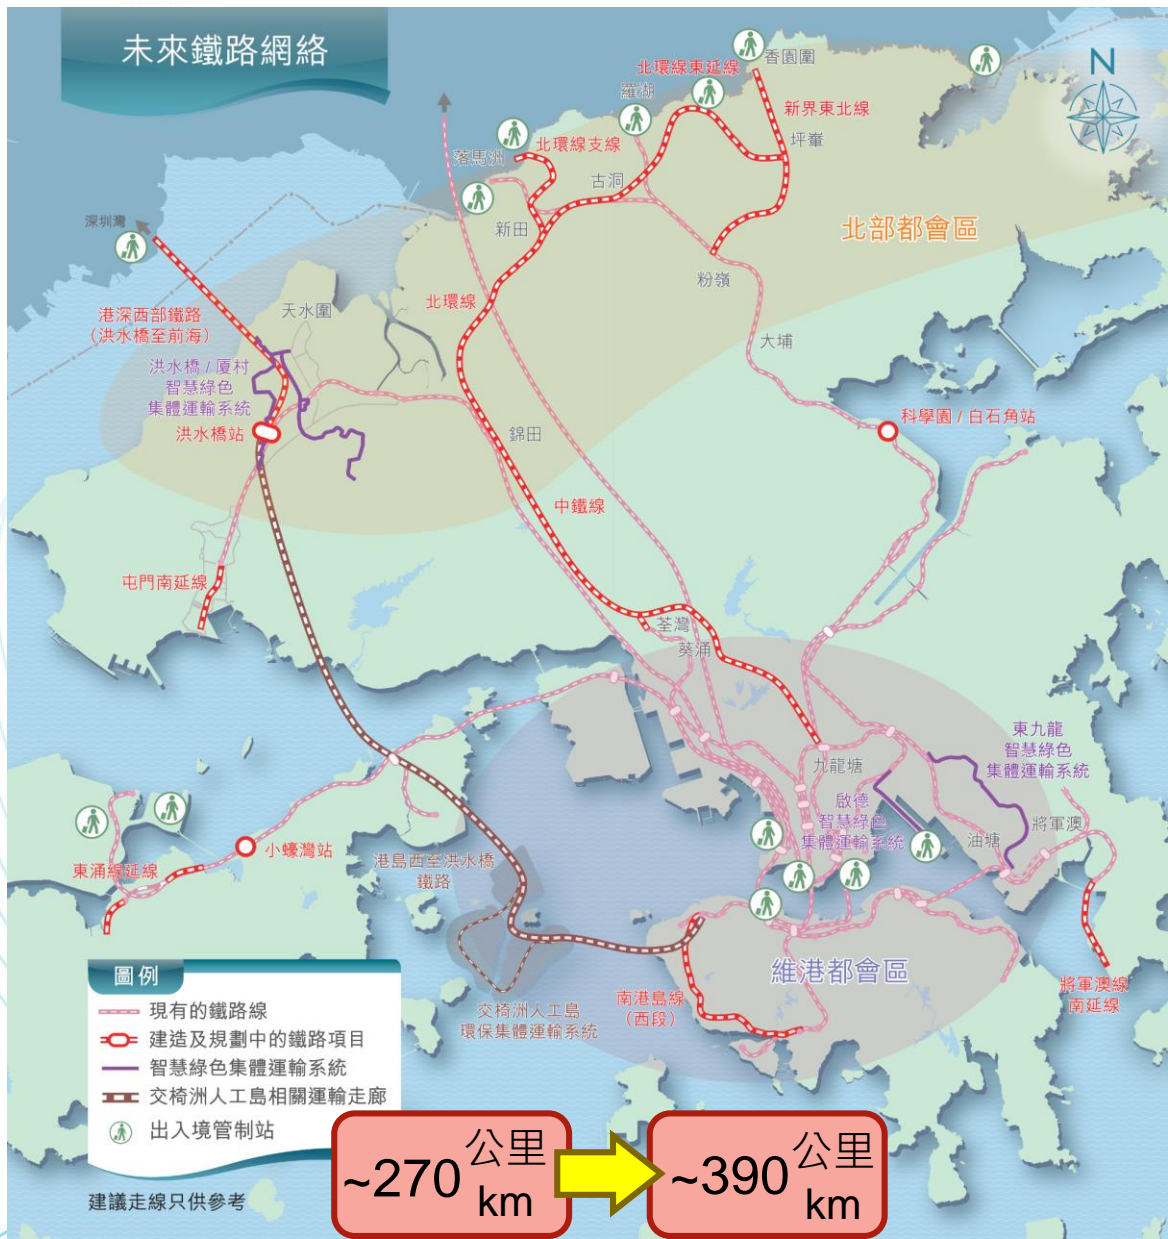 未來鐵路網絡
N
香園圍
北環線東延線
羅湖
新界東北線
坪輋
落馬洲
北環線支線
古洞
新田
深圳灣
北部都會區
粉嶺
北環線
天水圍
港深西部鐵路
（洪水橋至前海）
大埔
洪水橋 / 厦村
智慧綠色
集體運輸系統
洪水橋站
錦田
科學園 / 白石角站
中鐵線
屯門南延線
荃灣
葵涌
東九龍
智慧綠色
集體運輸系統
九龍塘
啟德
智慧綠色
集體運輸系統
油塘
將軍澳
小蠔灣站
東涌線延線
港島西至洪水橋
鐵路
維港都會區
南港島線
（西段）
將軍澳線
南延線
交椅洲人工島
環保集體運輸系統
圖例
現有的鐵路線
建造及規劃中的鐵路項目
智慧綠色集體運輸系統
交椅洲人工島相關運輸走廊
出入境管制站
建議走線只供參考
~270 公里
km
~390 公里
km